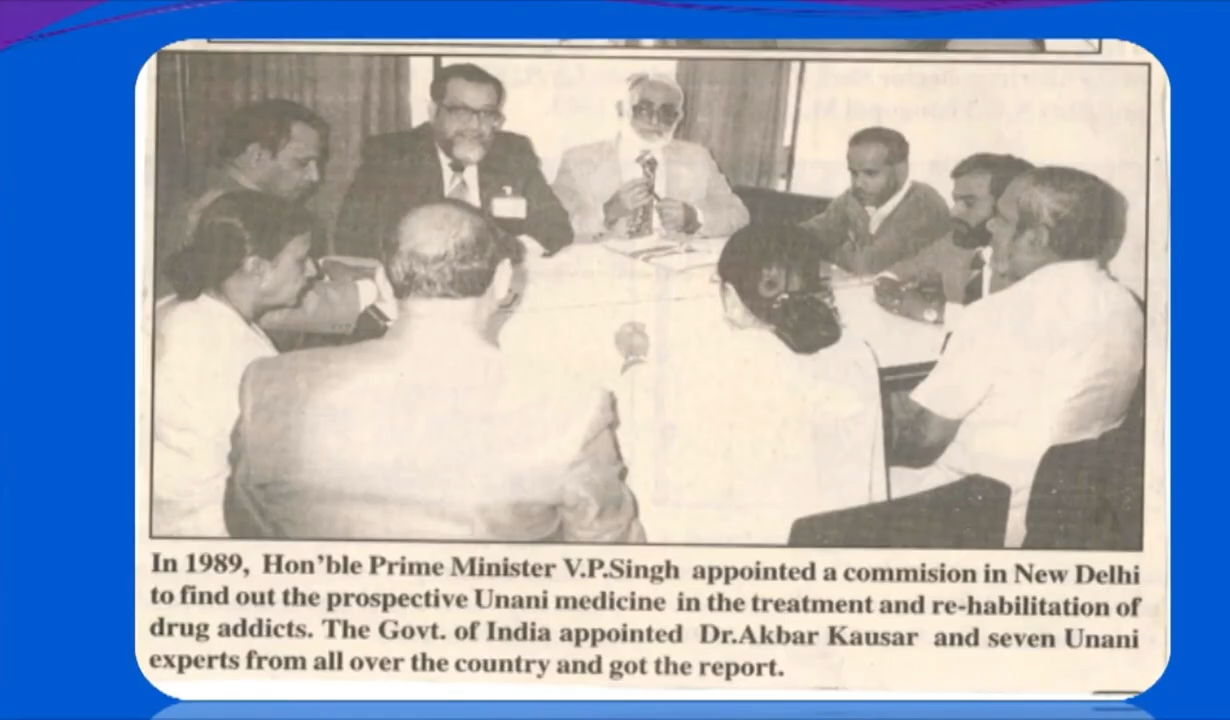 In 1989, Hon'ble Prime Minister V.P.Singh appointed a commision in New Delhi
to find out the prospective Unani medicine in the treatment and re-habilitation of
drug addicts. The Govt. of India appointed Dr.Akbar Kausar and seven Unani
experts from all over the country and got the report.